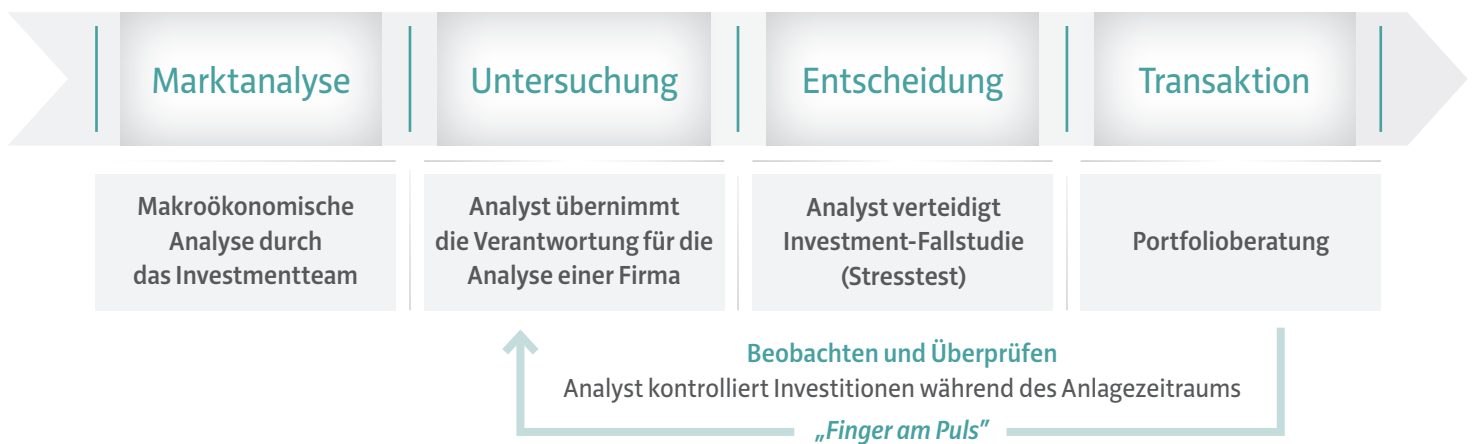 Marktanalyse
Untersuchung
Entscheidung
Transaktion
Makroökonomische
Analyse durch
das Investmentteam
Analyst übernimmt
die Verantwortung für die
Analyse einer Firma
Analyst verteidigt
Investment-Fallstudie
(Stresstest)
Portfolioberatung
Beobachten und Überprüfen
Analyst kontrolliert Investitionen während des Anlagezeitraums
„Finger am Puls”